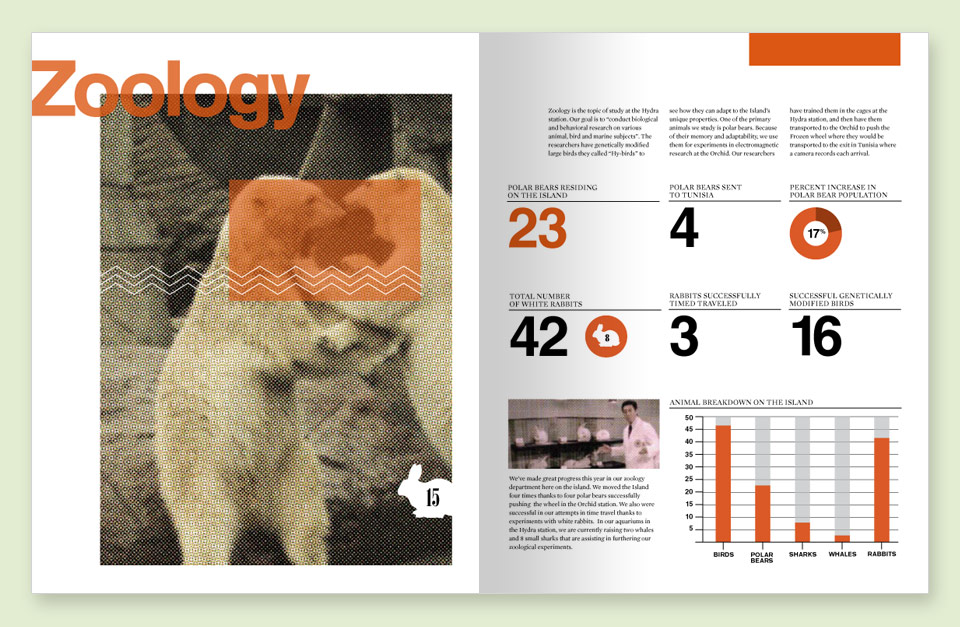 Zoology
15
Zoology is the topic of study at the Hydra
station. Our goal is to "conduct biological
and behavioral research on various
animal, bird and marine subjects". The
researchers have genetically modified
large birds they called "Hy-birds" to
see how they can adapt to the Island's
unique properties. One of the primary
animals we study is polar bears. Because
of their memory and adaptability, we use
them for experiments in electromagnetic
research at the Orchid. Our researchers
have trained them in the cages at the
Hydra station, and then have them
transported to the Orchid to push the
Frozen wheel where they would be
transported to the exit in Tunisia where
a camera records each arrival.
POLAR BEARS RESIDING
ON THE ISLAND
23
POLAR BEARS SENT
TO TUNISIA
4
PERCENT INCREASE IN
POLAR BEAR POPULATION
17%
TOTAL NUMBER
OF WHITE RABBITS
42
8
RABBITS SUCCESSFULLY
TIMED TRAVELED
3
SUCCESSFUL GENETICALLY
MODIFIED BIRDS
16
We've made great progress this year in our zoology
department here on the island. We moved the Island
four times thanks to four polar bears successfully
pushing the wheel in the Orchid station. We also were
successful in our attempts in time travel thanks to
experiments with white rabbits. In our aquariums in
the Hydra station, we are currently raising two whales
and 8 small sharks that are assisting in furthering our
zoological experiments.
ANIMAL BREAKDOWN ON THE ISLAND
50
45
40
35
30
25
20
15
10
5
BIRDS
POLAR
BEARS
SHARKS
WHALES
RABBITS